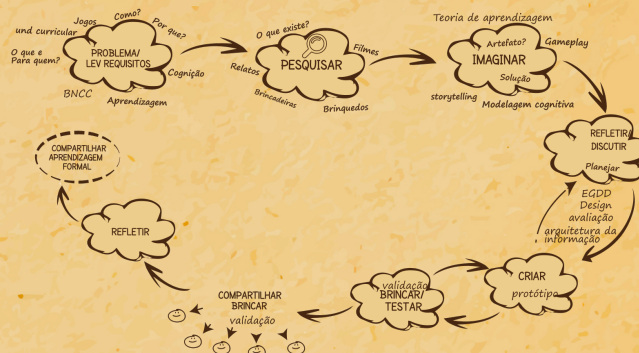 Como?
Jogos
Por que?
und curricular
O que e
Para quem?
PROBLEMA/
LEV REQUISITOS
Cognição
BNCC
Aprendizagem
O que existe?
Filmes
PESQUISAR
Relatos
Brincadeiras
Brinquedos
Teoria de aprendizagem
Artefato?
Gameplay
IMAGINAR
Solução
storytelling
Modelagem cognitiva
REFLETIR/
DISCUTIR
Planejar
EGDD
Design
avaliação
arquitetura da
informação
CRIAR
protótipo
validação
BRINCAR/
TESTAR
COMPARTILHAR
BRINCAR
validação
REFLETIR
COMPARTILHAR
APRENDIZAGEM
FORMAL